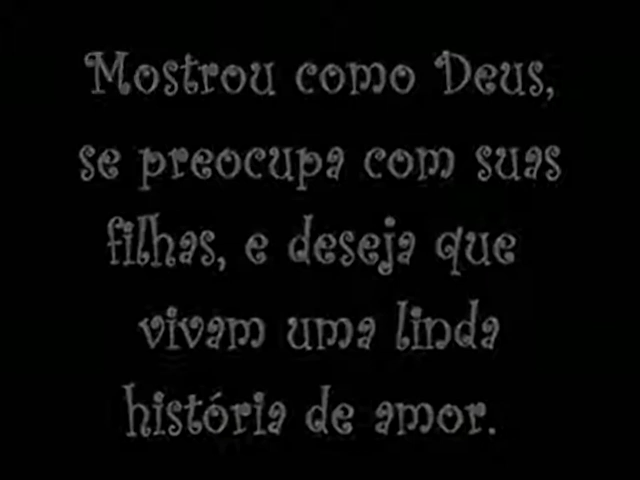 Mostrou como Deus,
se preocupa com suas
filhas, e deseja que
vivam uma linda
história de amor.